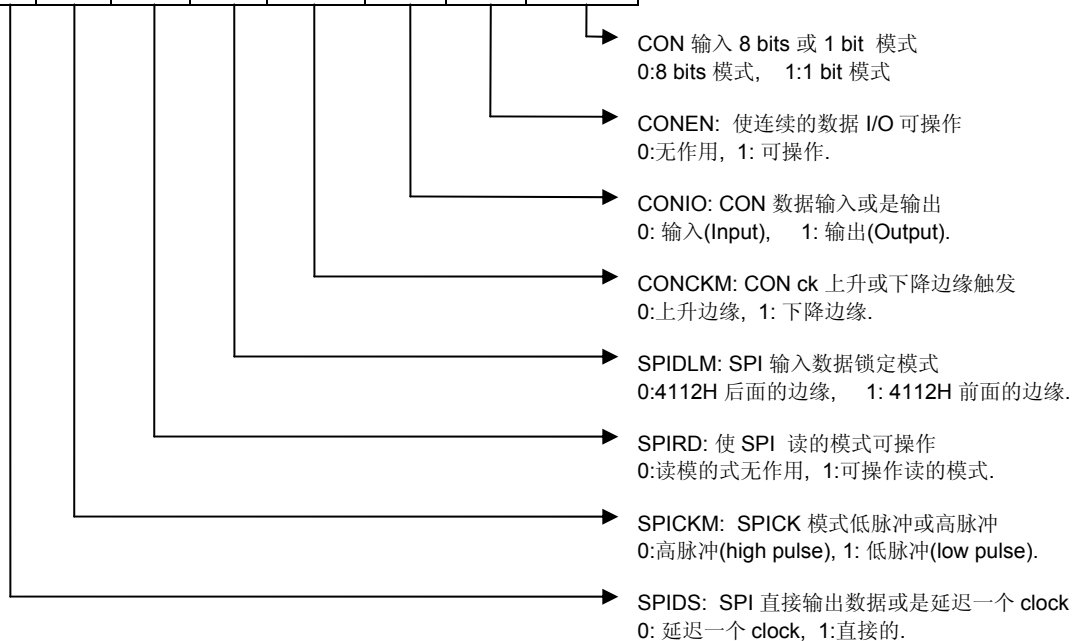 CON 输入 8 bits 或 1 bit 模式
0:8 bits 模式, 1:1 bit 模式
CONEN: 使连续的数据 I/O 可操作
0:无作用, 1: 可操作.
CONIO: CON 数据输入或是输出
0: 输入(Input), 1: 输出(Output).
CONCKM: CON ck 上升或下降边缘触发
0:上升边缘, 1: 下降边缘.
SPIDLM: SPI 输入数据锁定模式
0:4112H 后面的边缘, 1: 4112H 前面的边缘.
SPIRD: 使 SPI 读的模式可操作
0:读模的式无作用, 1:可操作读的模式.
SPICKM: SPICK 模式低脉冲或高脉冲
0:高脉冲(high pulse), 1: 低脉冲(low pulse).
SPIDS: SPI 直接输出数据或是延迟一个 clock
0: 延迟一个 clock, 1:直接的.